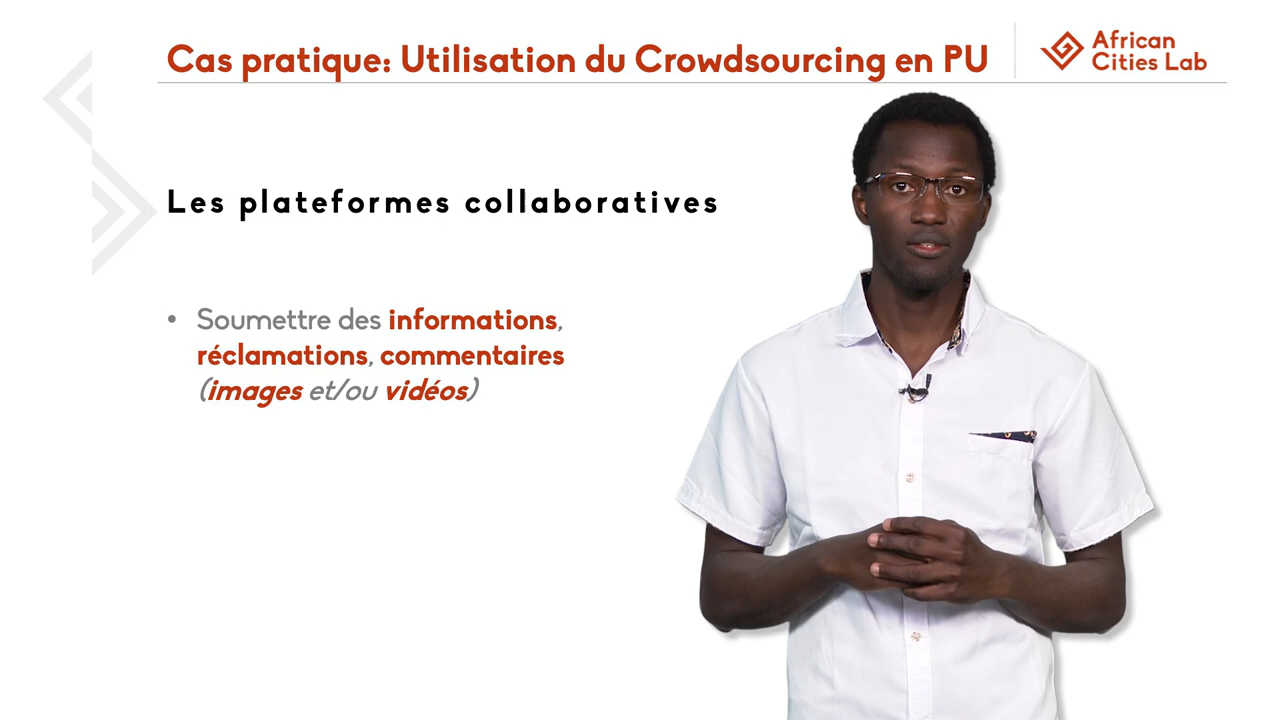 Cas pratique: Utilisation du Crowdsourcing en PU
African
Cities Lab
Les plateformes collaboratives
• Soumettre des informations,
réclamations, commentaires
(images et/ou vidéos)